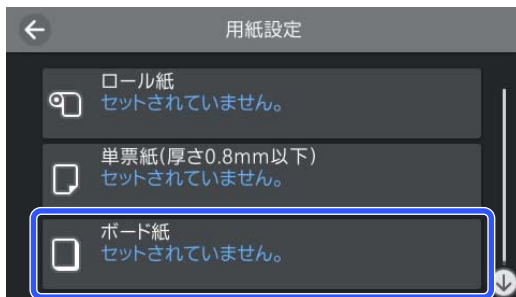 用紙設定
ロール紙
セットされていません。
単票紙(厚さ0.8mm以下)
セットされていません。
ボード紙
セットされていません。